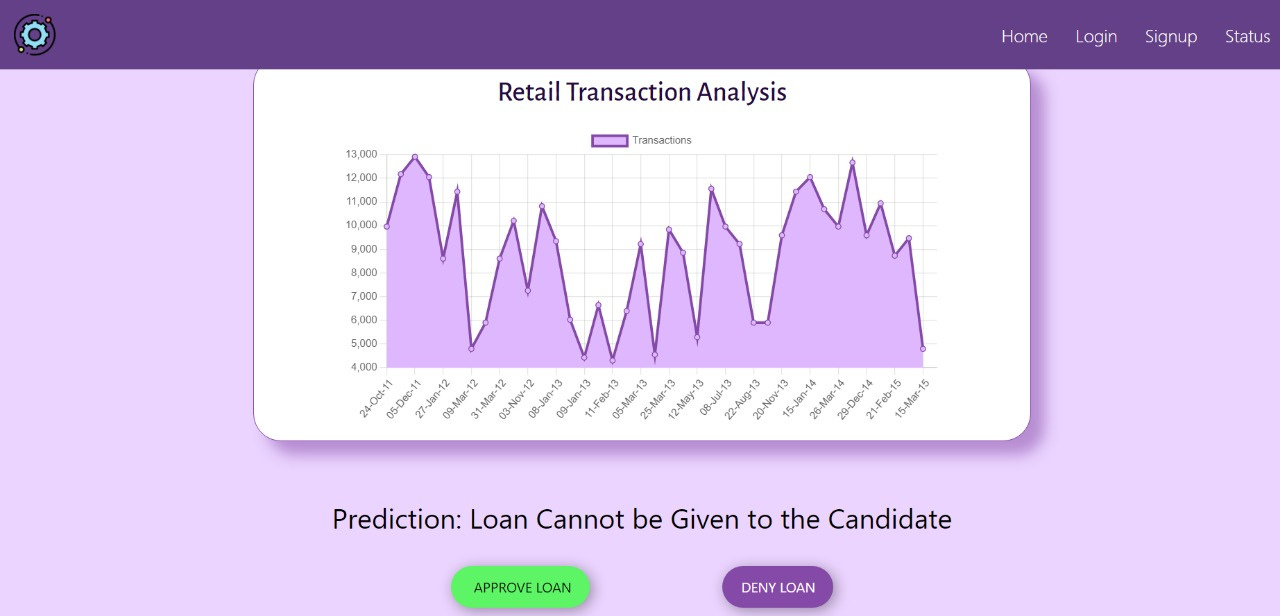 Home Login Signup Status
Retail Transaction Analysis
Transactions
13,000
12,000
11,000
10,000
9,000
8,000
7,000
6,000
5,000
4,000
24-Oct-11 05-Dec-11 27-Jan-12 09-Mar-12 31-Mar-12 03-Nov-12 08-Jan-13 09-Jan-13 11-Feb-13 05-Mar-13 25-Mar-13 12-May-13 08-Jul-13 22-Aug-13 20-Nov-13 15-Jan-14 26-Mar-14 29-Dec-14 21-Feb-15 15-Mar-15
Prediction: Loan Cannot be Given to the Candidate
APPROVE LOAN DENY LOAN